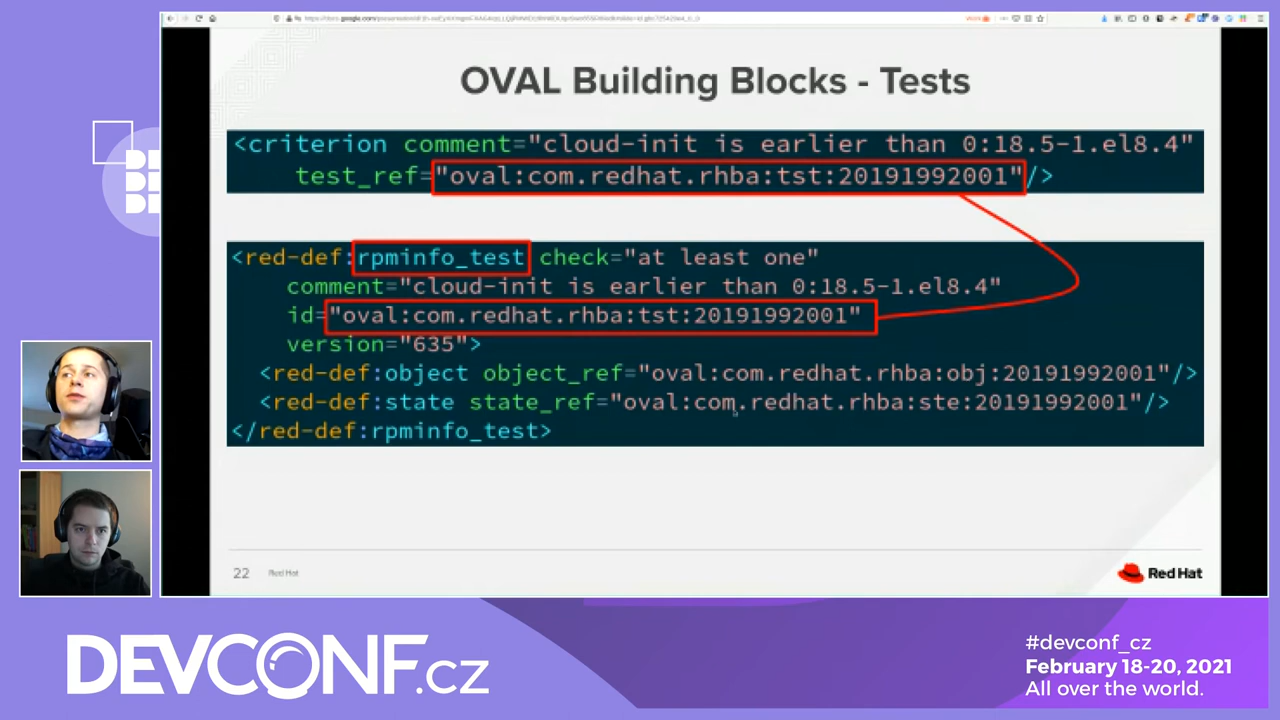 OVAL Building Blocks - Tests
<criterion comment="cloud-init is earlier than 0:18.5-1.el8.4"
test_ref="oval:com.redhat.rhba:tst:20191992001"/>
<red-def:rpminfo_test check="at least one"
comment="cloud-init is earlier than 0:18.5-1.el8.4"
id="oval:com.redhat.rhba:tst:20191992001"
version="635">
<red-def:object object_ref="oval:com.redhat.rhba:obj:20191992001"/>
<red-def:state state_ref="oval:com.redhat.rhba:ste:20191992001"/>
</red-def:rpminfo_test>
22 Red Hat
Red Hat
DEVCONF.cz
#devconf_cz
February 18-20, 2021
All over the world.